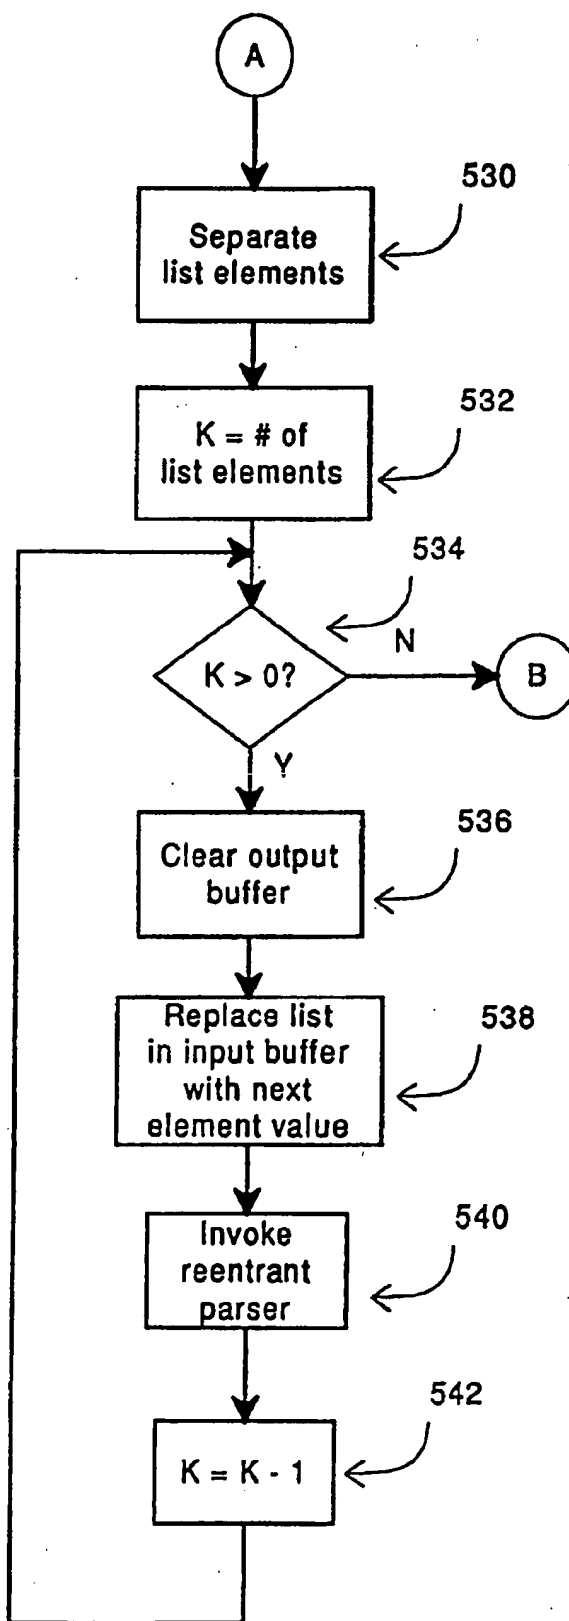 A
530
Separate
list elements
532
K = # of
list elements
534
K > 0?
N
B
Y
536
Clear output
buffer
538
Replace list
in input buffer
with next
element value
540
Invoke
reentrant
parser
542
K = K - 1